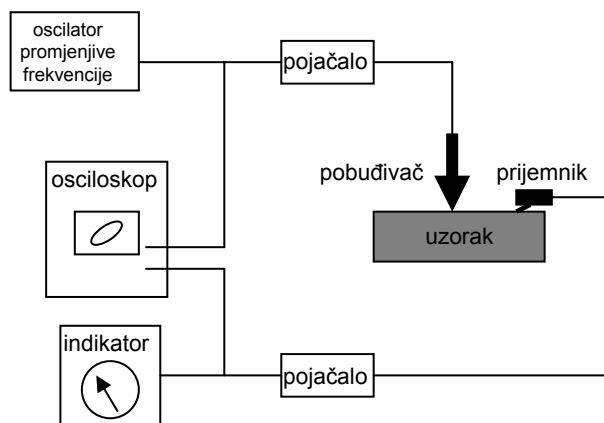 oscilator
promjenjive
frekvencije
pojačalo
osciloskop
pobuđivač
prijemnik
uzorak
indikator
pojačalo